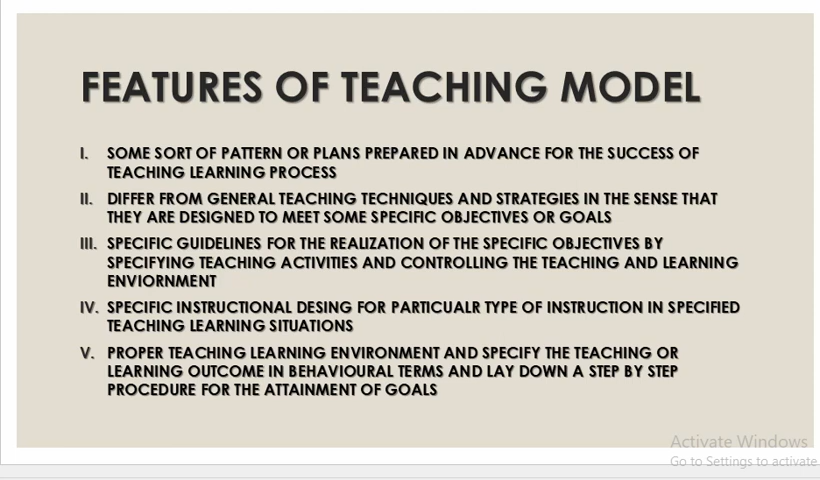 FEATURES OF TEACHING MODEL
I. SOME SORT OF PATTERN OR PLANS PREPARED IN ADVANCE FOR THE SUCCESS OF
TEACHING LEARNING PROCESS
II. DIFFER FROM GENERAL TEACHING TECHNIQUES AND STRATEGIES IN THE SENSE THAT
THEY ARE DESIGNED TO MEET SOME SPECIFIC OBJECTIVES OR GOALS
III. SPECIFIC GUIDELINES FOR THE REALIZATION OF THE SPECIFIC OBJECTIVES BY
SPECIFYING TEACHING ACTIVITIES AND CONTROLLING THE TEACHING AND LEARNING
ENVIORNMENT
IV. SPECIFIC INSTRUCTIONAL DESING FOR PARTICUALR TYPE OF INSTRUCTION IN SPECIFIED
TEACHING LEARNING SITUATIONS
V. PROPER TEACHING LEARNING ENVIRONMENT AND SPECIFY THE TEACHING OR
LEARNING OUTCOME IN BEHAVIOURAL TERMS AND LAY DOWN A STEP BY STEP
PROCEDURE FOR THE ATTAINMENT OF GOALS
Activate Windows
Go to Settings to activate